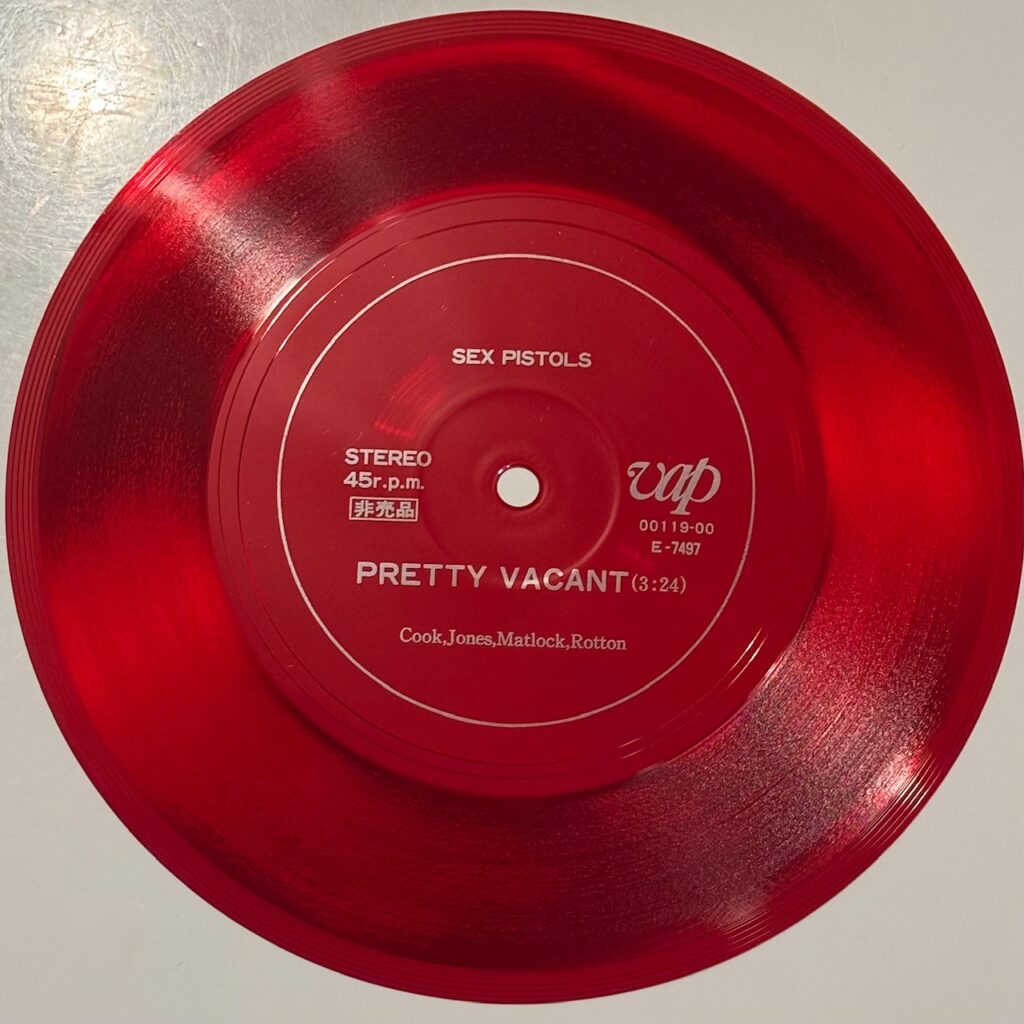 SEX PISTOLS
STEREO
45r.p.m.
非売品
vap
00119-00
E-7497
PRETTY VACANT(3:24)
Cook,Jones,Matlock,Rotton